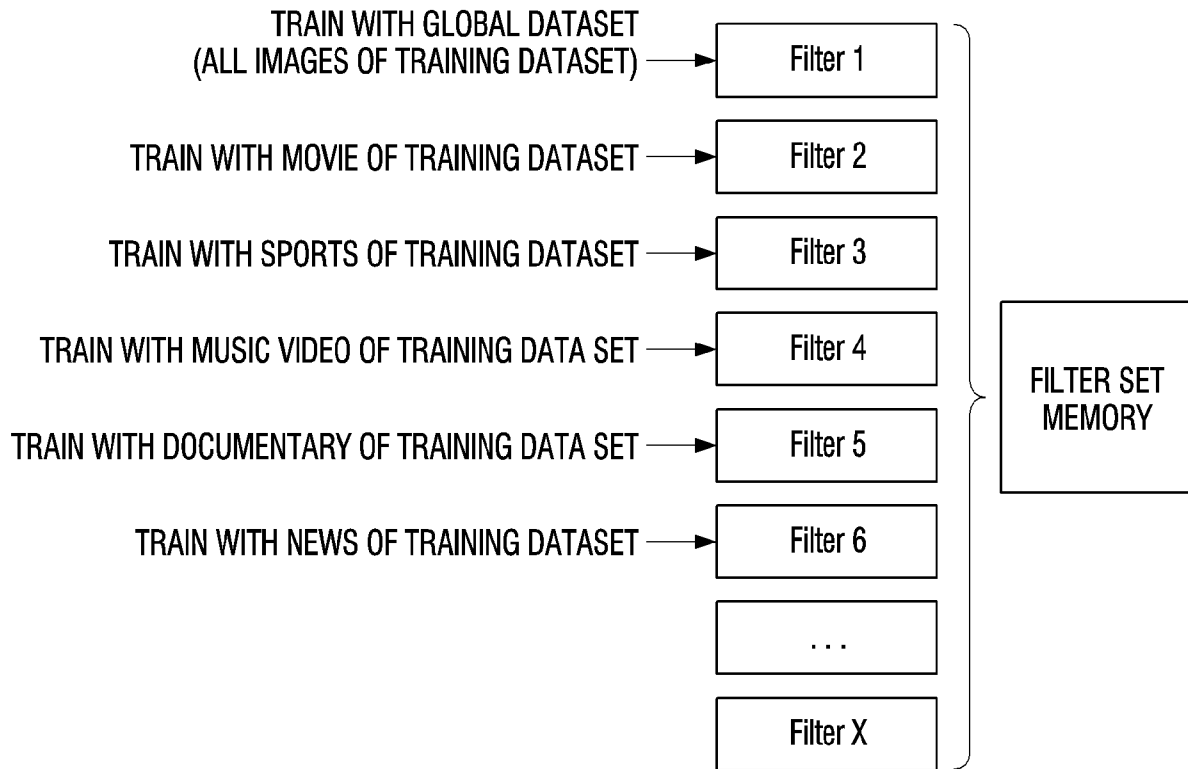 TRAIN WITH GLOBAL DATASET
(ALL IMAGES OF TRAINING DATASET)
Filter 1
TRAIN WITH MOVIE OF TRAINING DATASET
Filter 2
TRAIN WITH SPORTS OF TRAINING DATASET
Filter 3
TRAIN WITH MUSIC VIDEO OF TRAINING DATA SET
Filter 4
TRAIN WITH DOCUMENTARY OF TRAINING DATA SET
Filter 5
TRAIN WITH NEWS OF TRAINING DATASET
Filter 6
. . .
Filter X
FILTER SET
MEMORY